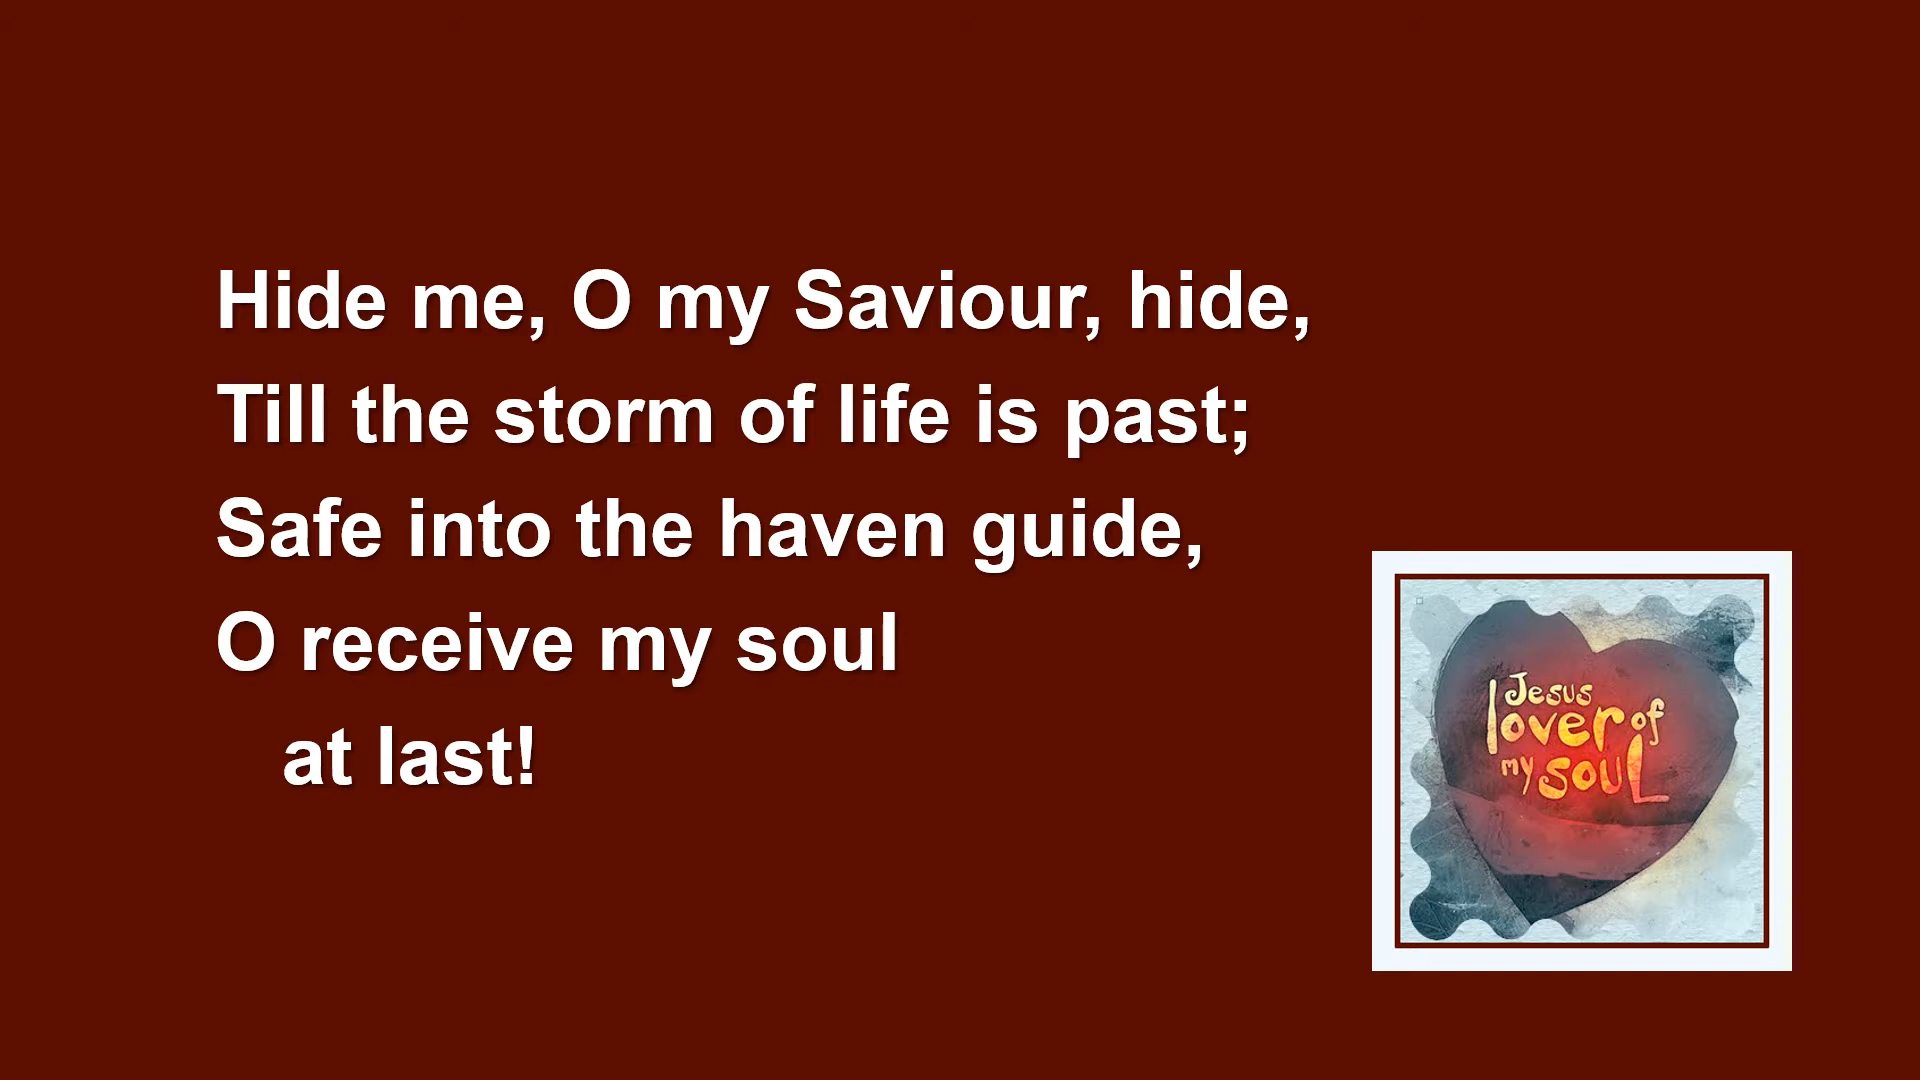 Hide me, O my Saviour, hide,
Till the storm of life is past;
Safe into the haven guide,
O receive my soul
at last!
Jesus
lover of
my soul